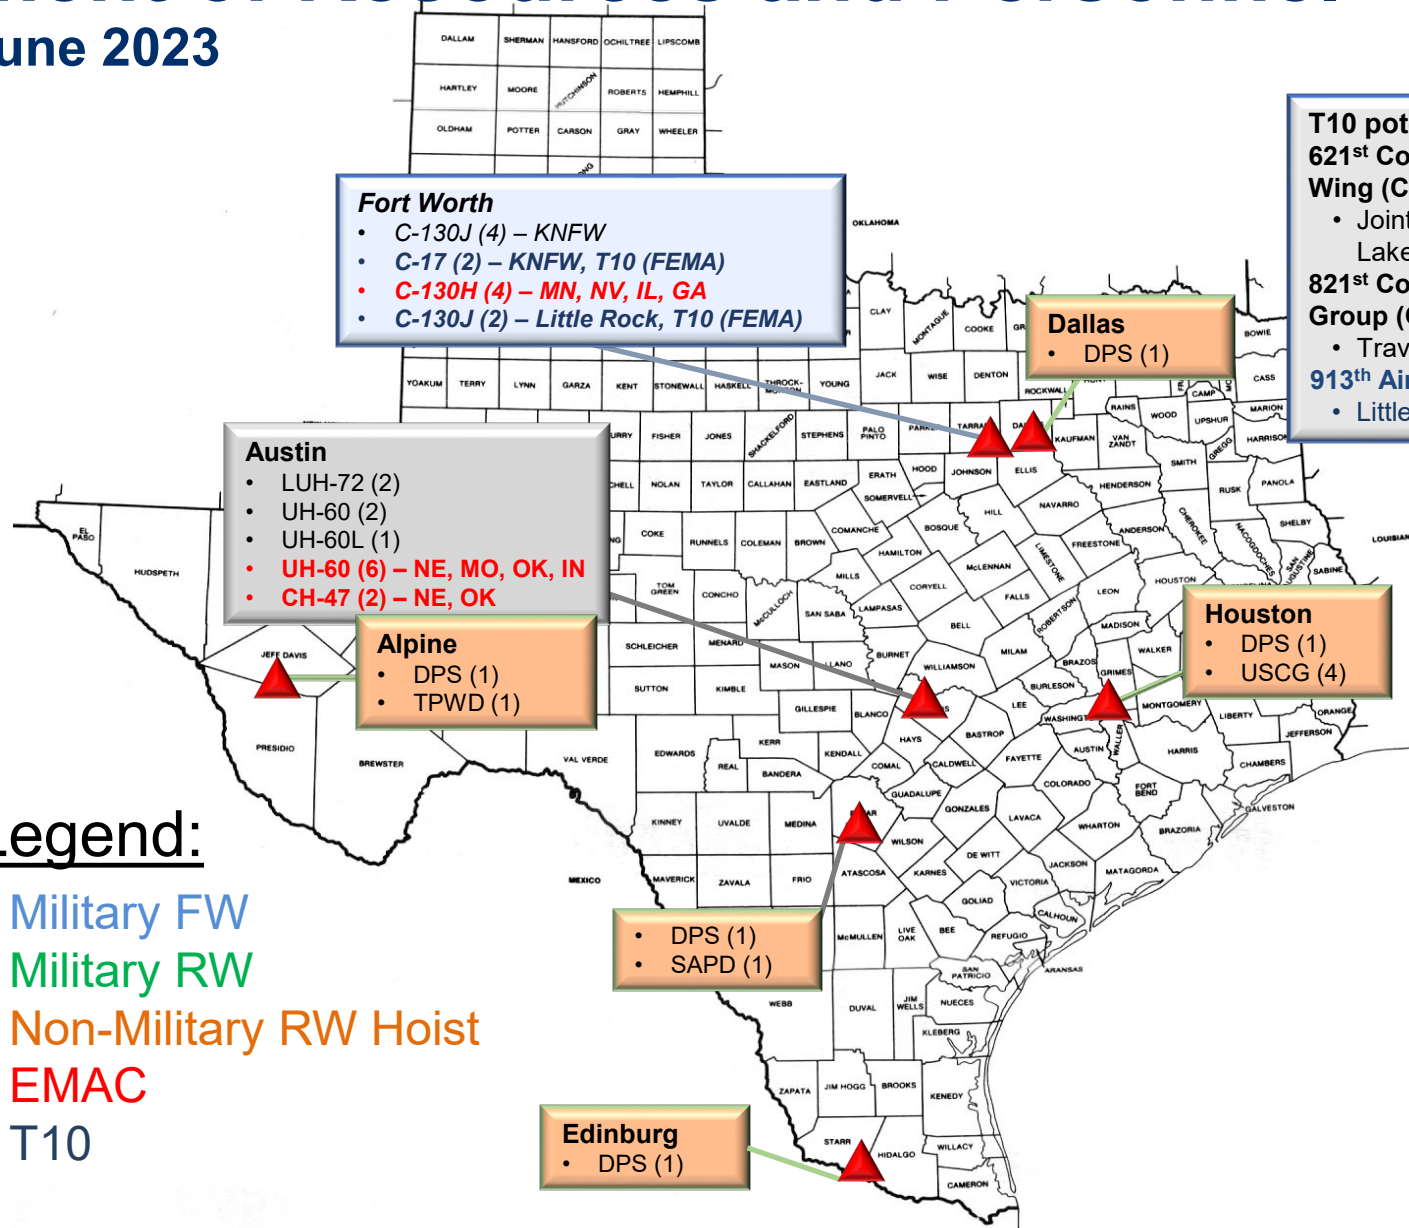 June 2023
Fort Worth
• C-130J (4) – KNFW
• C-17 (2) – KNFW, T10 (FEMA)
• C-130H (4) – MN, NV, IL, GA
• C-130J (2) – Little Rock, T10 (FEMA)
T10
621st
Wing
• Joint
Lake
821st
Group
•
913th
• Little
Dallas
• DPS (1)
Austin
• LUH-72 (2)
• UH-60 (2)
• UH-60L (1)
• UH-60 (6) – NE, MO, OK, IN
• CH-47 (2) – NE, OK
Alpine
• DPS (1)
• TPWD (1)
Houston
• DPS (1)
• USCG (4)
• DPS (1)
• SAPD (1)
Edinburg
• DPS (1)
Legend:
Military FW
Military RW
Non-Military RW Hoist
EMAC
T10
DALLAM SHERMAN HANSFORD OCHILTREE LIPSCOMB
HARTLEY MOORE HUTCHINSON ROBERTS HEMPHILL
OLDHAM POTTER CARSON GRAY WHEELER
OKLAHOMA
CLAY MONTAGUE COOKE BOWIE
YOAKUM TERRY LYNN GARZA KENT STONEWALL HASKELL THROCK-MORTON YOUNG JACK WISE DENTON ROCKWALL CAMP CASS
FISHER JONES SHACKELFORD STEPHENS PALO PINTO KAUFMAN VAN ZANDT RAINS WOOD UPSHUR MARION
NOLAN TAYLOR CALLAHAN EASTLAND ERATH HOOD SOMERVELL JOHNSON ELLIS HENDERSON SMITH GREGG HARRISON
RUSK PANOLA
EL PASO HUDSPETH
COKE RUNNELS COLEMAN BROWN COMANCHE HAMILTON BOSQUE HILL NAVARRO ANDERSON CHEROKEE NACOGDOCHES SHELBY
LIMESTONE FREESTONE SAN AUGUSTINE SABINE
TOM GREEN CONCHO McCULLOCH SAN SABA MILLS LAMPASAS CORYELL McLENNAN FALLS ROBERTSON LEON HOUSTON
JEFF DAVIS SCHLEICHER MENARD MASON LLANO BURNET BELL WILLIAMSON MILAM BRAZOS MADISON GRIMES WALKER
SUTTON KIMBLE GILLESPIE BLANCO HAYS LEE BURLESON MONTGOMERY LIBERTY ORANGE
PRESIDIO BREWSTER VAL VERDE EDWARDS REAL KERR BANDERA KENDALL COMAL CALDWELL BASTROP FAYETTE AUSTIN WALLER HARRIS JEFFERSON CHAMBERS
KINNEY UVALDE MEDINA GUADALUPE GONZALES WILSON LAVACA COLORADO FORT BEND WHARTON BRAZORIA GALVESTON
MEXICO MAVERICK ZAVALA FRIO ATASCOSA KARNES DE WITT VICTORIA JACKSON MATAGORDA
McMULLEN LIVE OAK BEE GOLIAD REFUGIO CALHOUN SAN PATRICIO ARANSAS
WEBB DUVAL JIM WELLS NUECES KLEBERG
ZAPATA JIM HOGG BROOKS KENEDY
STARR HIDALGO WILLACY CAMERON